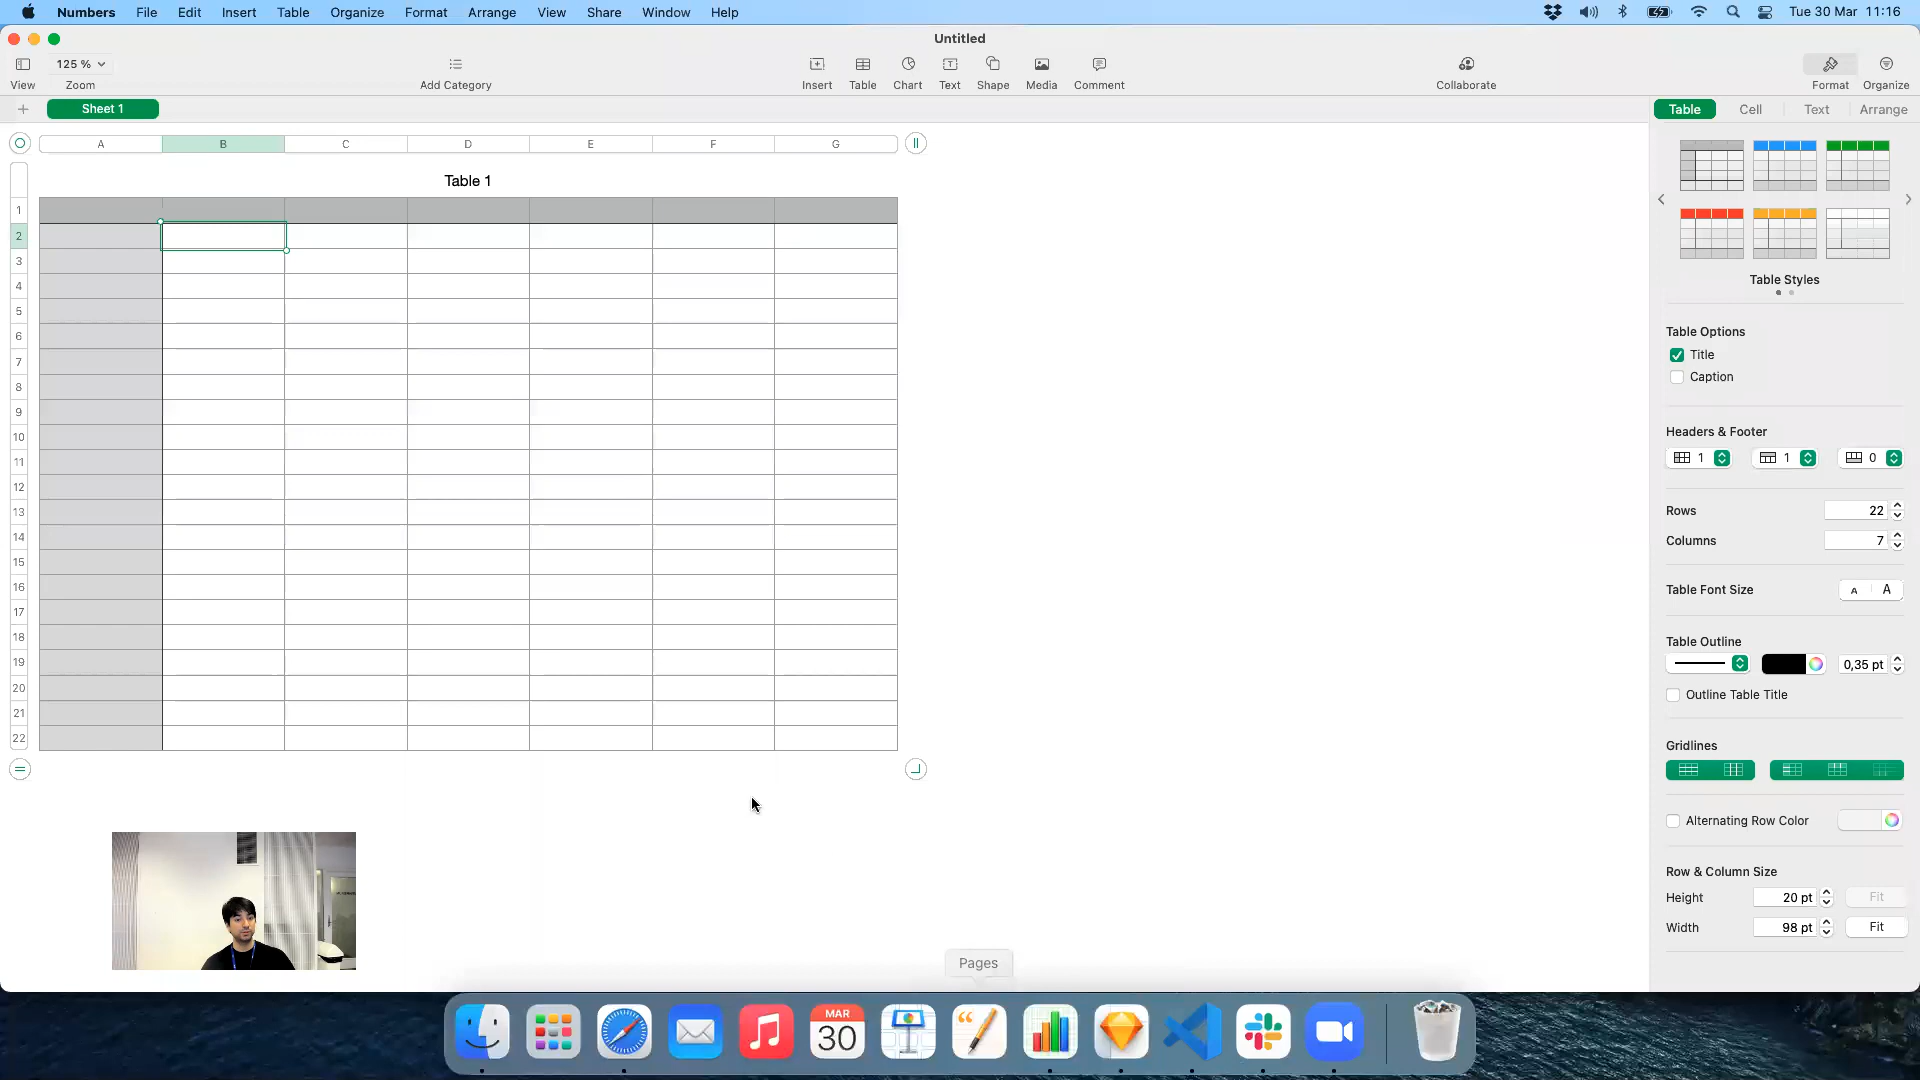 Numbers File Edit Insert Table Organize Format Arrange View Share Window Help Tue 30 Mar 11:16
Untitled
125 %
View Zoom Add Category Insert Table Chart Text Shape Media Comment Collaborate Format Organize
Sheet 1 Table Cell Text Arrange
A B C D E F G
Table 1
1
2
3
4
5
6
7
8
9
10
11
12
13
14
15
16
17
18
19
20
21
22
Table Styles
Table Options
Title
Caption
Headers & Footer
1 1 0
Rows 22
Columns 7
Table Font Size A A
Table Outline
0,35 pt
Outline Table Title
Gridlines
Alternating Row Color
Row & Column Size
Height 20 pt Fit
Width 98 pt Fit
Pages
MAR
30